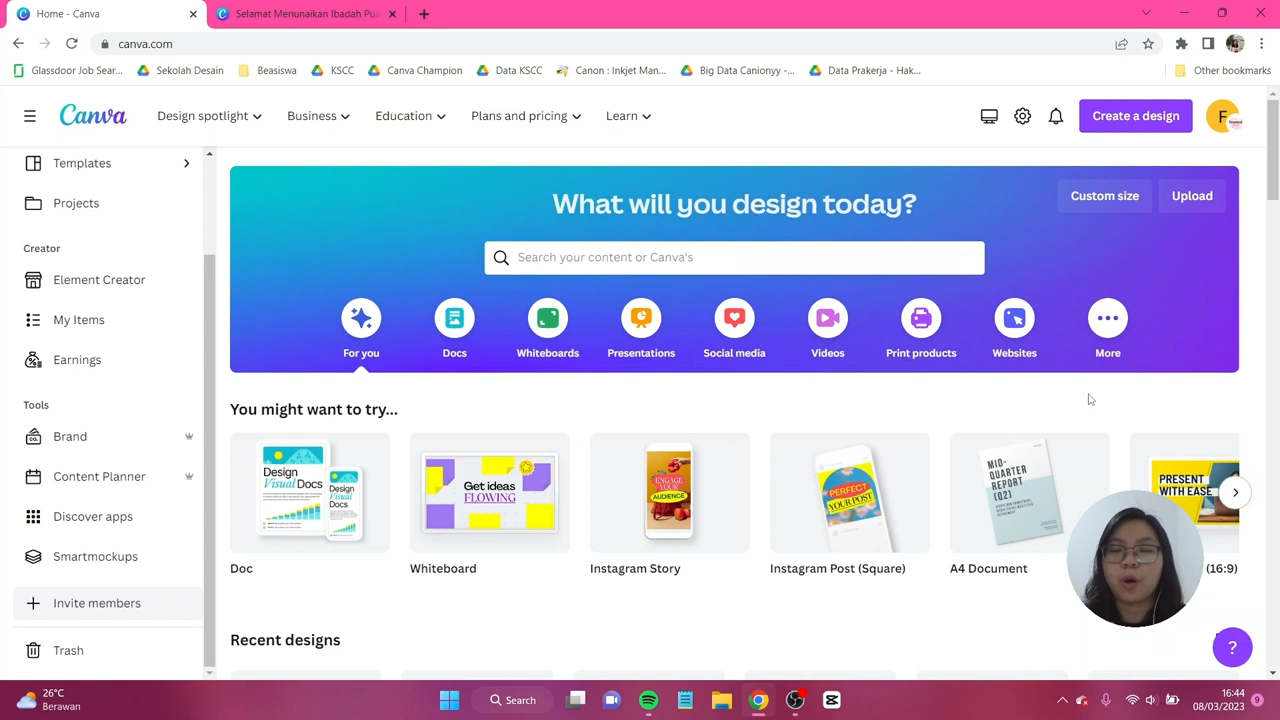 Home - Canva
Selamat Menunaikan Ibadah Pua
canva.com
Glassdoor Job Sear...
Sekolah Desain
Beasiswa
KSCC
Canva Champion
Data KSCC
Canon : Inkjet Man...
Big Data Canionyy -...
Data Prakerja - Hak...
Other bookmarks
Canva
Design spotlight
Business
Education
Plans and pricing
Learn
Create a design
F
Templates
Projects
Creator
Element Creator
My Items
Earnings
Tools
Brand
Content Planner
Discover apps
Smartmockups
Invite members
Trash
What will you design today?
Custom size
Upload
Search your content or Canva's
For you
Docs
Whiteboards
Presentations
Social media
Videos
Print products
Websites
More
You might want to try...
Design
Visual Docs
Design
Visual
Docs
Doc
Get ideas
FLOWING
Whiteboard
ENGAGE
YOUR
AUDIENCE
Instagram Story
PERFECT
YOUR POST
Instagram Post (Square)
MID-
QUARTER
REPORT
(Q2)
A4 Document
PRESENT
WITH EASE
(16:9)
Recent designs
?
26°C
Berawan
Search
16:44
08/03/2023
9